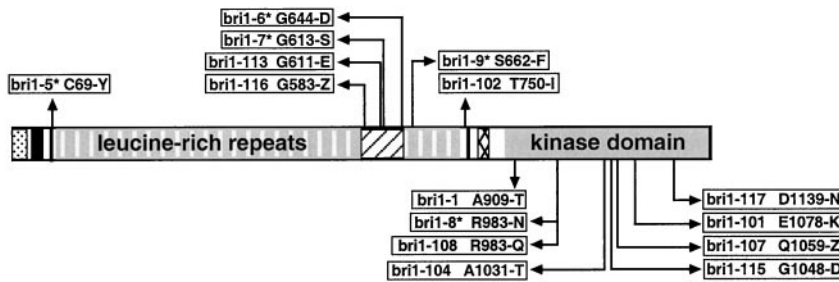 bri1-6* G644-D
bri1-7* G613-S
bri1-113 G611-E
bri1-116 G583-Z
bri1-9* S662-F
bri1-102 T750-I
bri1-5* C69-Y
leucine-rich repeats
kinase domain
bri1-1 A909-T
bri1-8* R983-N
bri1-108 R983-Q
bri1-104 A1031-T
bri1-117 D1139-N
bri1-101 E1078-K
bri1-107 Q1059-Z
bri1-115 G1048-D